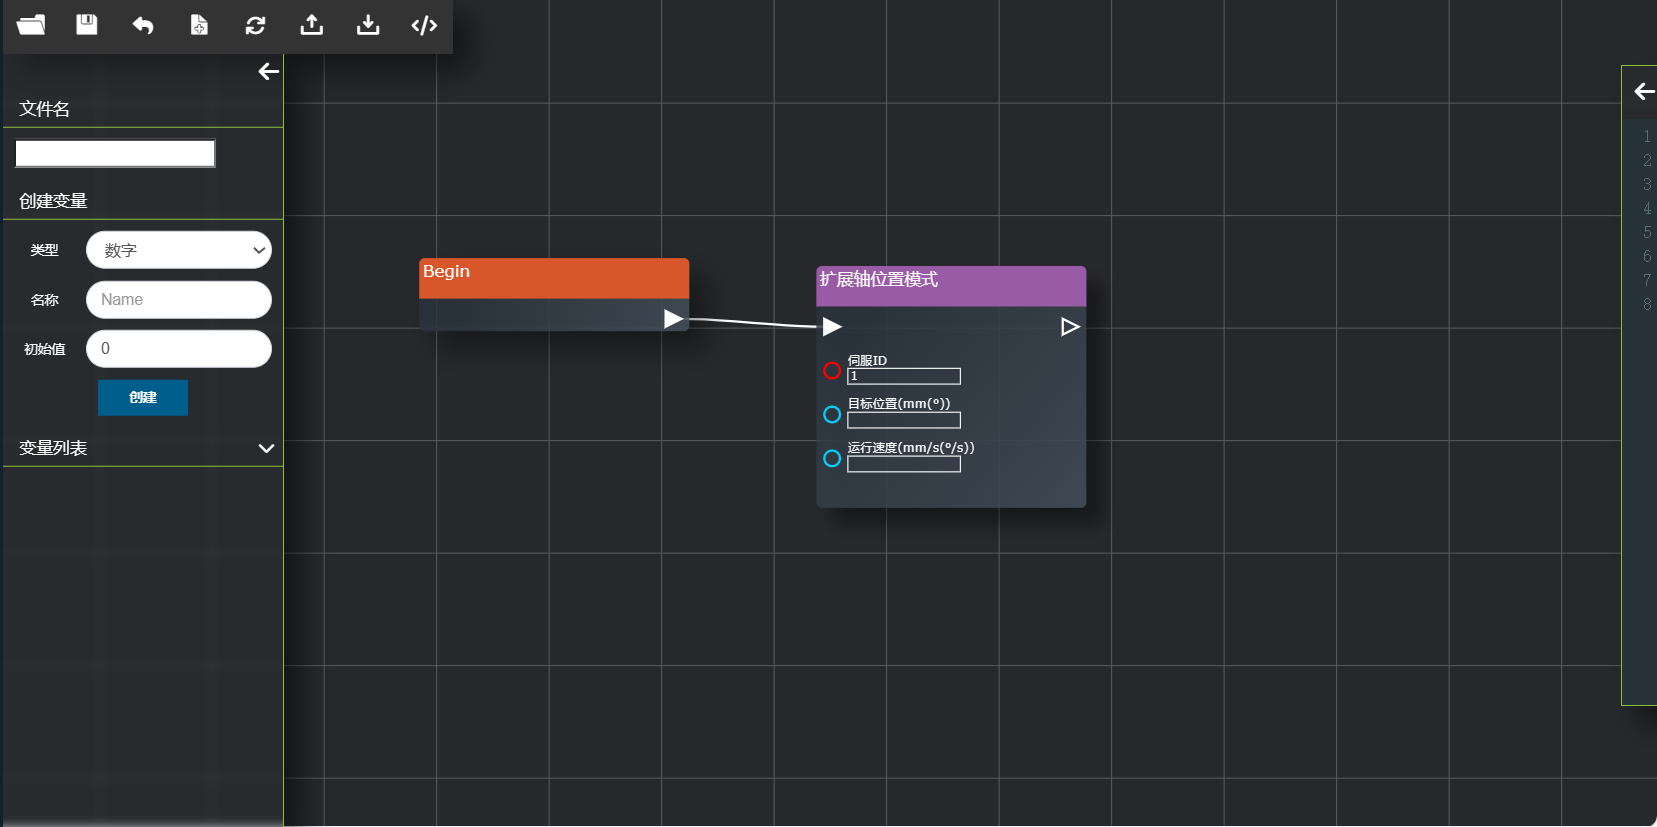 文件名
创建变量
类型 数字
名称 Name
初始值 0
创建
变量列表
Begin
扩展轴位置模式
伺服ID
1
目标位置(mm(°))
运行速度(mm/s(°/s))
1
2
3
4
5
6
7
8